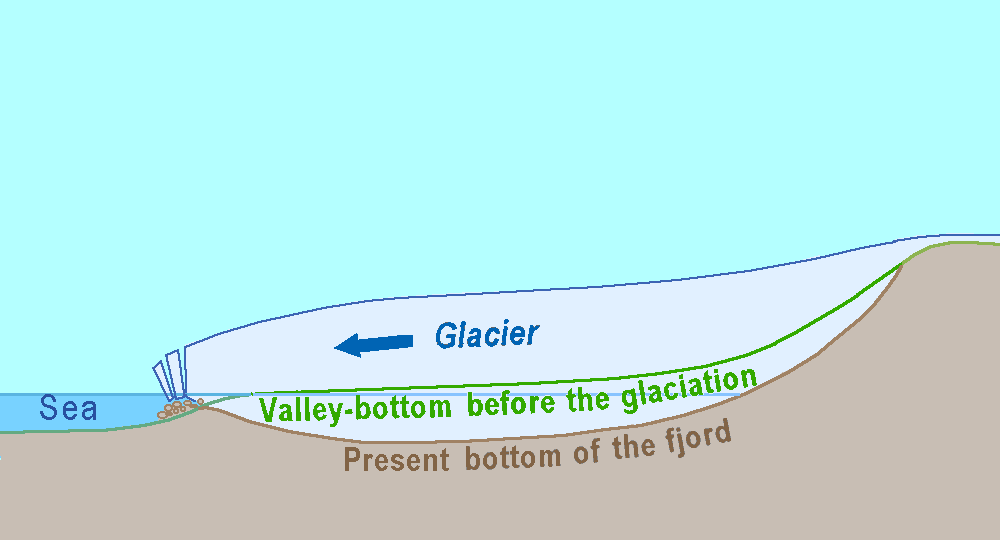 Glacier
Sea
Valley-bottom before the glaciation
Present bottom of the fjord